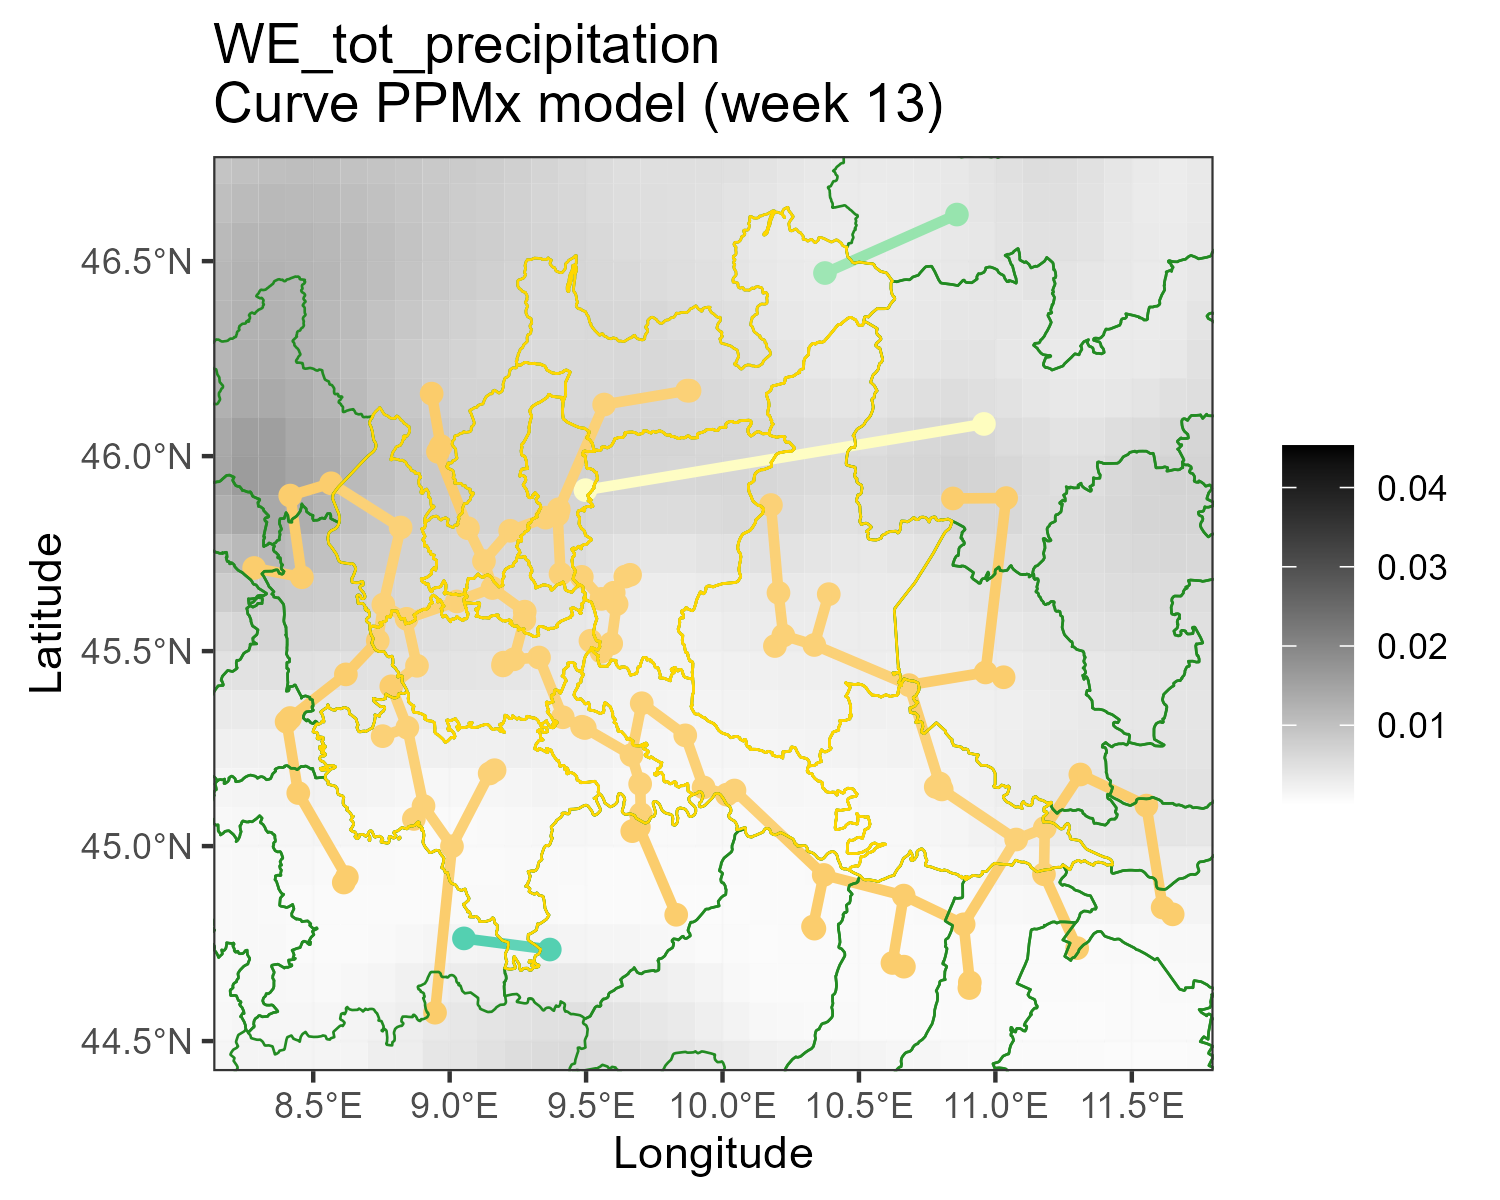 WE_tot_precipitation
Curve PPMx model (week 13)
46.5°N
46.0°N
45.5°N
45.0°N
44.5°N
Latitude
8.5°E 9.0°E 9.5°E 10.0°E 10.5°E 11.0°E 11.5°E
Longitude
0.04
0.03
0.02
0.01